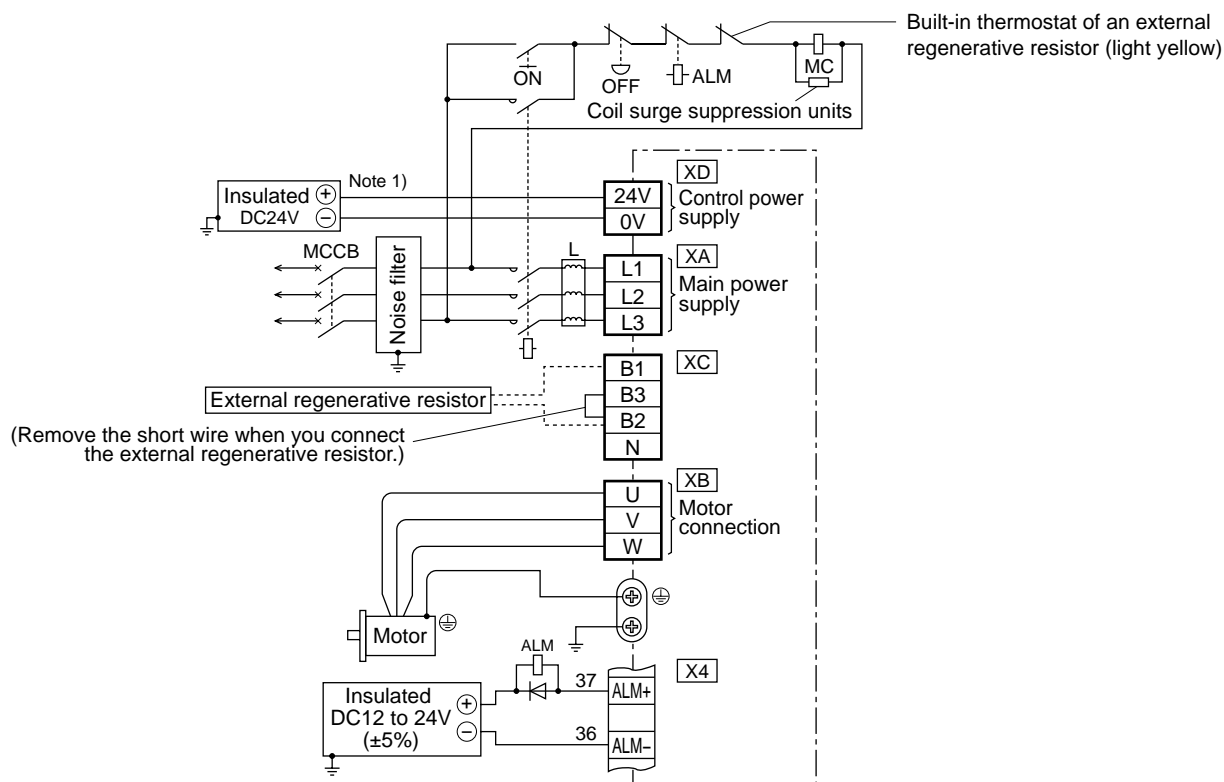 Built-in thermostat of an external
regenerative resistor (light yellow)
ON
OFF
ALM
MC
Coil surge suppression units
Insulated
DC24V
+
−
Note 1)
XD
24V
0V
Control power
supply
MCCB
Noise filter
L
XA
L1
L2
L3
Main power
supply
XC
B1
B3
B2
N
External regenerative resistor
(Remove the short wire when you connect
the external regenerative resistor.)
XB
U
V
W
Motor
connection
Motor
ALM
X4
Insulated
DC12 to 24V
(±5%)
+
−
37
ALM+
36
ALM−